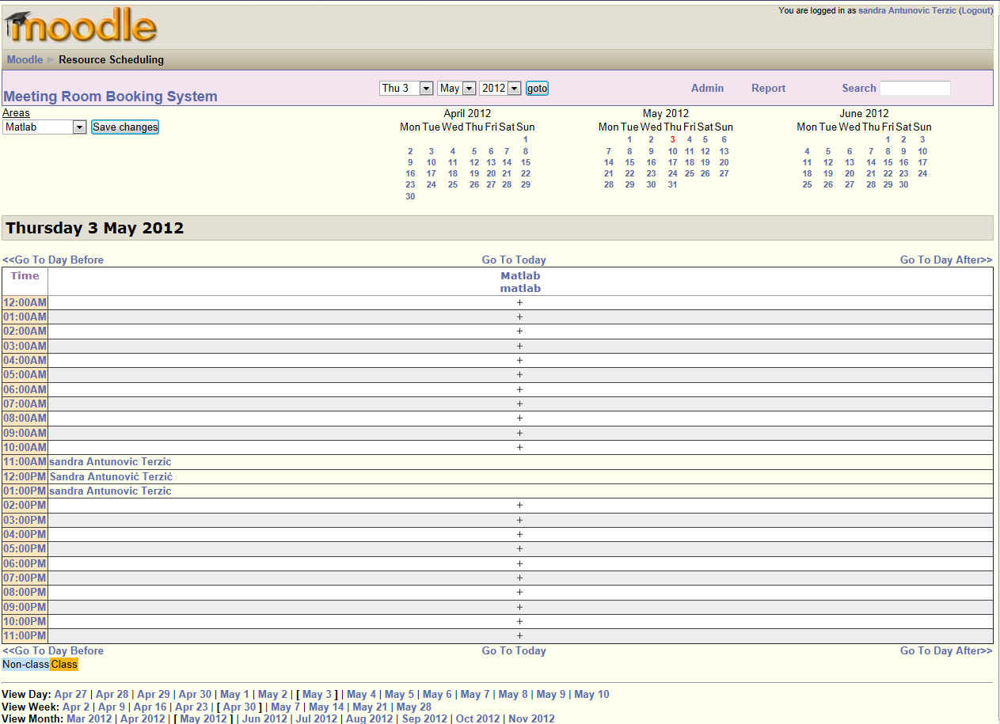 moodle
You are logged in as sandra Antunovic Terzic (Logout)
Moodle ► Resource Scheduling
Meeting Room Booking System
Thu 3 May 2012 goto
Admin Report Search
Areas
Matlab Save changes
April 2012
Mon Tue Wed Thu Fri Sat Sun
1
2 3 4 5 6 7 8
9 10 11 12 13 14 15
16 17 18 19 20 21 22
23 24 25 26 27 28 29
30
May 2012
Mon Tue Wed Thu Fri Sat Sun
1 2 3 4 5 6
7 8 9 10 11 12 13
14 15 16 17 18 19 20
21 22 23 24 25 26 27
28 29 30 31
June 2012
Mon Tue Wed Thu Fri Sat Sun
1 2 3
4 5 6 7 8 9 10
11 12 13 14 15 16 17
18 19 20 21 22 23 24
25 26 27 28 29 30
Thursday 3 May 2012
<<Go To Day Before Go To Today Go To Day After>>
Time Matlab
matlab
12:00AM +
01:00AM +
02:00AM +
03:00AM +
04:00AM +
05:00AM +
06:00AM +
07:00AM +
08:00AM +
09:00AM +
10:00AM +
11:00AM sandra Antunovic Terzic
12:00PM Sandra Antunović Terzić
01:00PM sandra Antunovic Terzic
02:00PM +
03:00PM +
04:00PM +
05:00PM +
06:00PM +
07:00PM +
08:00PM +
09:00PM +
10:00PM +
11:00PM +
<<Go To Day Before Go To Today Go To Day After>>
Non-class Class
View Day: Apr 27 | Apr 28 | Apr 29 | Apr 30 | May 1 | May 2 | [ May 3 ] | May 4 | May 5 | May 6 | May 7 | May 8 | May 9 | May 10
View Week: Apr 2 | Apr 9 | Apr 16 | Apr 23 | [ Apr 30 ] | May 7 | May 14 | May 21 | May 28
View Month: Mar 2012 | Apr 2012 | [ May 2012 ] | Jun 2012 | Jul 2012 | Aug 2012 | Sep 2012 | Oct 2012 | Nov 2012